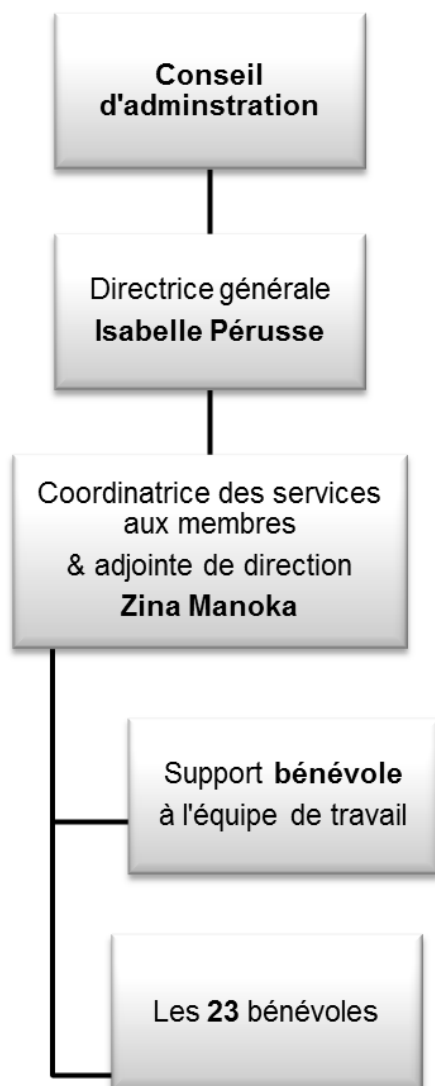 Conseil
d'adminstration
Directrice générale
Isabelle Pérusse
Coordinatrice des services
aux membres
& adjointe de direction
Zina Manoka
Support bénévole
à l'équipe de travail
Les 23 bénévoles